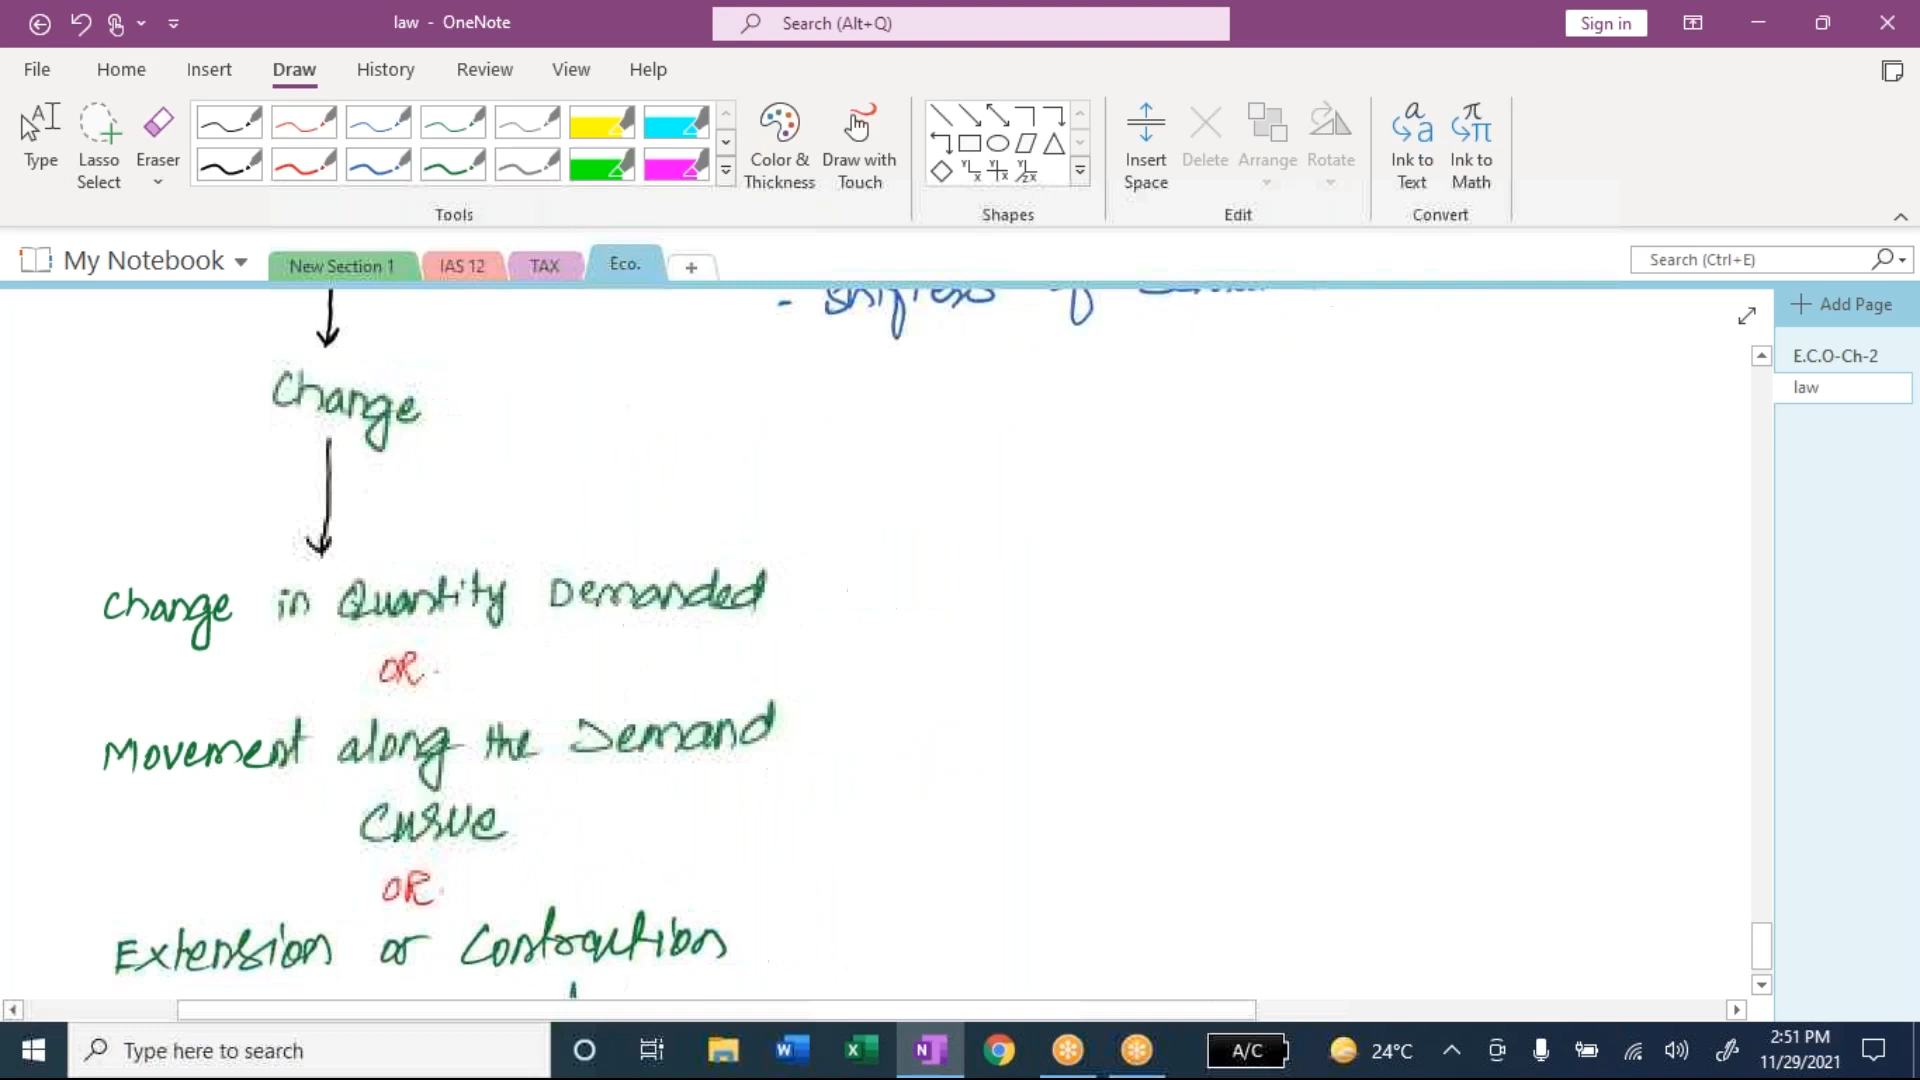 law - OneNote
Search (Alt+Q)
Sign in
File Home Insert Draw History Review View Help
Type
Lasso Select
Eraser
Color & Thickness
Draw with Touch
Insert Space
Delete
Arrange
Rotate
Ink to Text
Ink to Math
Tools
Shapes
Edit
Convert
My Notebook
New Section 1
IAS 12
TAX
Eco.
Search (Ctrl+E)
Add Page
E.C.O-Ch-2
law
- of
Change
Change in Quantity Demanded
OR.
Movement along the Demand
Curve
OR.
Extension or Contraction
Type here to search
A/C
24°C
2:51 PM
11/29/2021